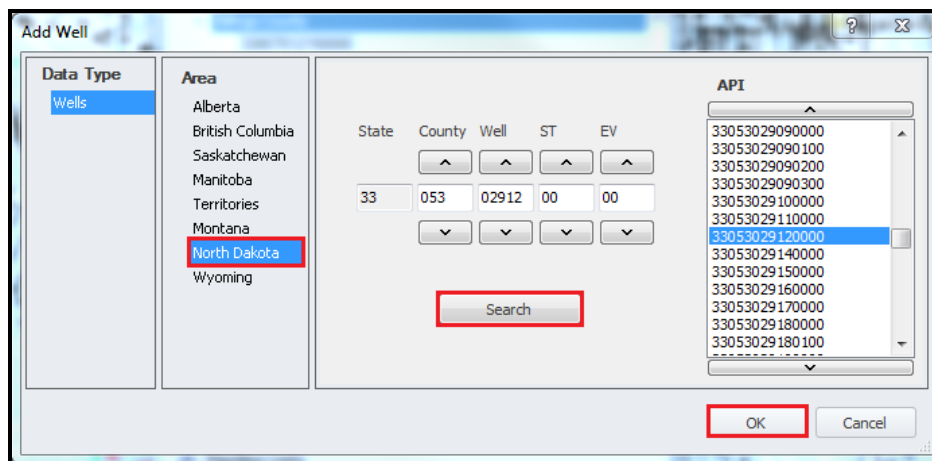 Add Well
Data Type
Wells
Area
Alberta
British Columbia
Saskatchewan
Manitoba
Territories
Montana
North Dakota
Wyoming
State County Well ST EV
33 053 02912 00 00
Search
API
33053029090000
33053029090100
33053029090200
33053029090300
33053029100000
33053029110000
33053029120000
33053029140000
33053029150000
33053029160000
33053029170000
33053029180000
33053029180100
OK Cancel